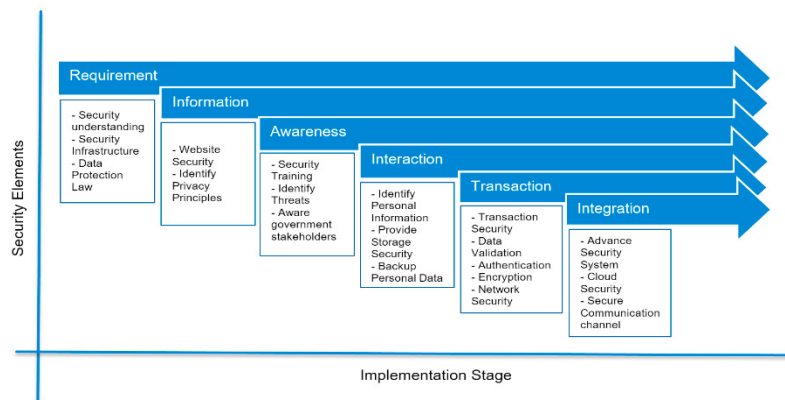 Requirement
- Security
understanding
- Security
Infrastructure
- Data
Protection
Law
Information
- Website
Security
- Identify
Privacy
Principles
Awareness
- Security
Training
- Identify
Threats
- Aware
government
stakeholders
Interaction
- Identify
Personal
Information
- Provide
Storage
Security
- Backup
Personal Data
Transaction
- Transaction
Security
- Data
Validation
- Authentication
- Encryption
- Network
Security
Integration
- Advance
Security
System
- Cloud
Security
- Secure
Communication
channel
Security Elements
Implementation Stage